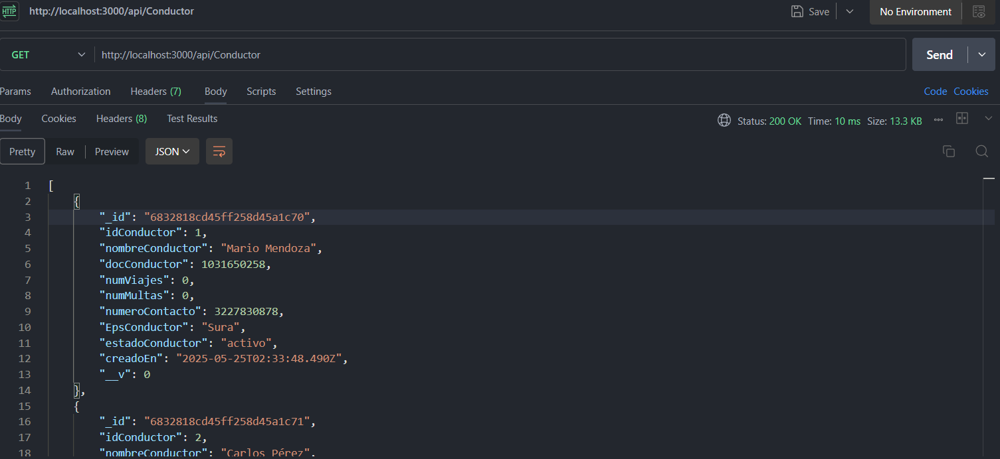 HTTP http://localhost:3000/api/Conductor Save No Environment
GET http://localhost:3000/api/Conductor Send
Params Authorization Headers (7) Body Scripts Settings Code Cookies
Body Cookies Headers (8) Test Results Status: 200 OK Time: 10 ms Size: 13.3 KB
Pretty Raw Preview JSON
1 [
2 {
3 "_id": "6832818cd45ff258d45a1c70",
4 "idConductor": 1,
5 "nombreConductor": "Mario Mendoza",
6 "docConductor": 1031650258,
7 "numViajes": 0,
8 "numMultas": 0,
9 "numeroContacto": 3227830878,
10 "EpsConductor": "Sura",
11 "estadoConductor": "activo",
12 "creadoEn": "2025-05-25T02:33:48.490Z",
13 "__v": 0
14 },
15 {
16 "_id": "6832818cd45ff258d45a1c71",
17 "idConductor": 2,
18 "nombreConductor": "Carlos Pérez",